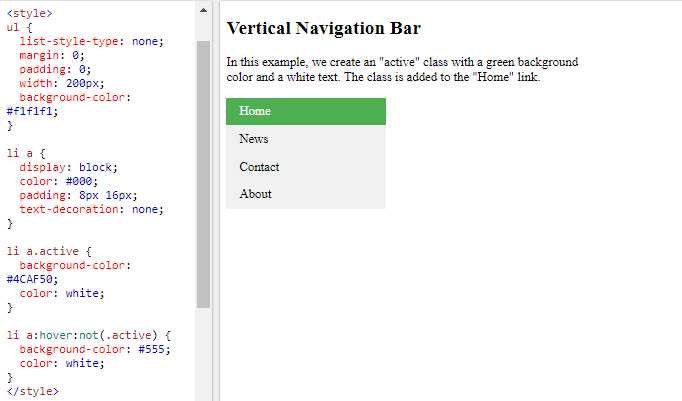 <style>
ul {
  list-style-type: none;
  margin: 0;
  padding: 0;
  width: 200px;
  background-color:
#f1f1f1;
}

li a {
  display: block;
  color: #000;
  padding: 8px 16px;
  text-decoration: none;
}

li a.active {
  background-color:
#4CAF50;
  color: white;
}

li a:hover:not(.active) {
  background-color: #555;
  color: white;
}
</style>
Vertical Navigation Bar
In this example, we create an "active" class with a green background
color and a white text. The class is added to the "Home" link.
Home
News
Contact
About